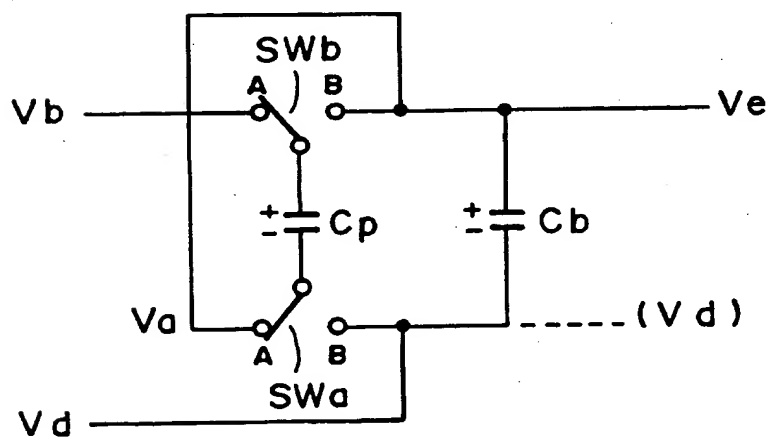 SWb
A B
Vb Ve
+
- Cp
+
- Cb
Va
A B
(Vd)
SWa
Vd